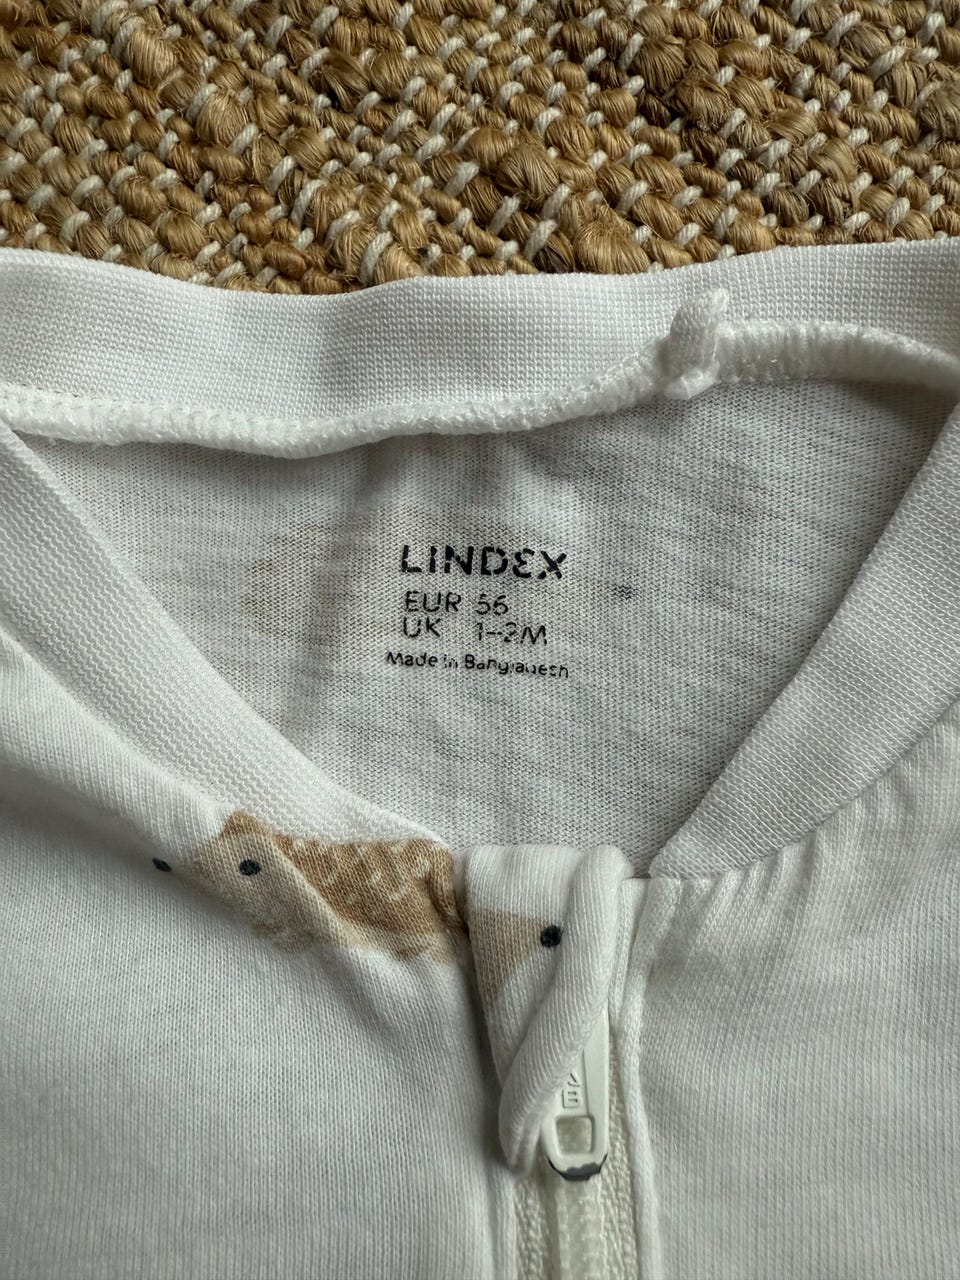 LINDEX
EUR 56
UK 1-2M
Made in Bangladesh